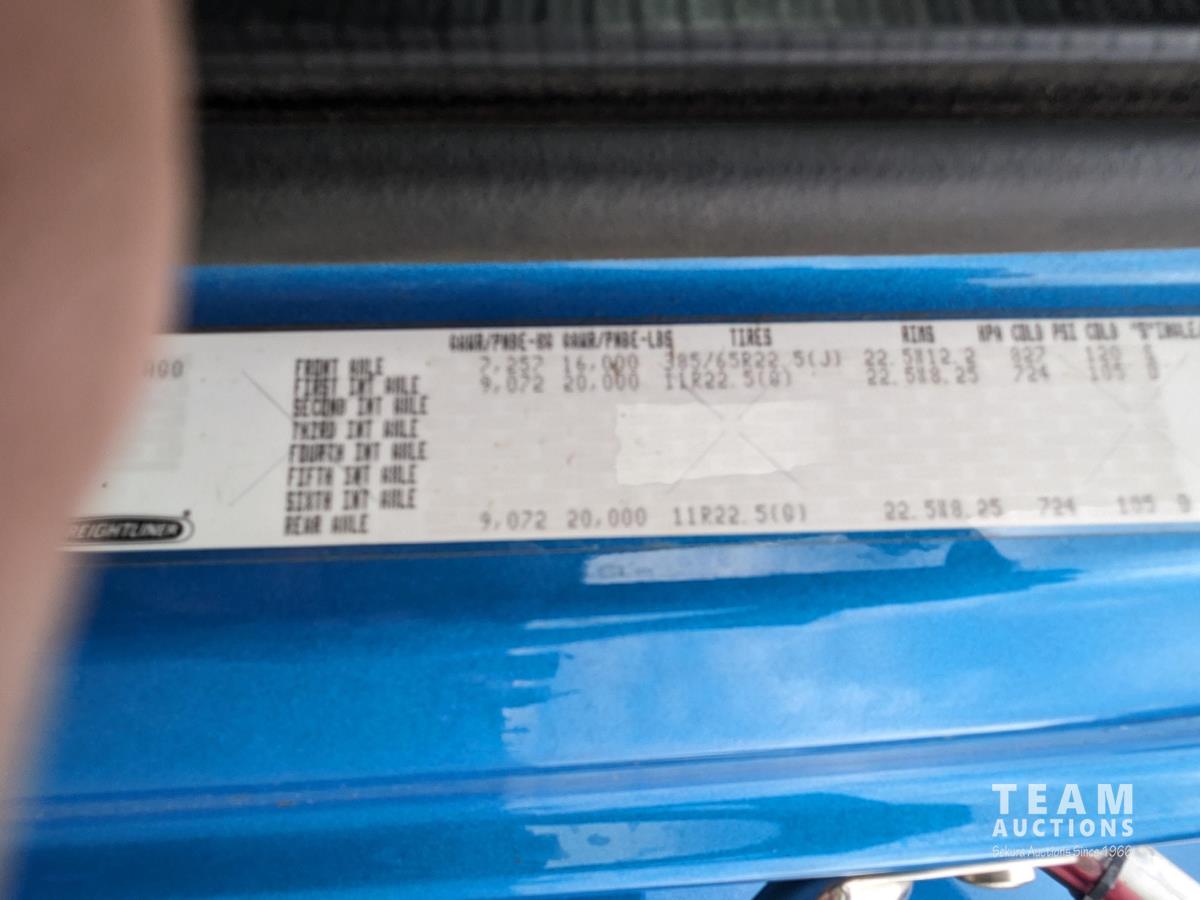 GAWR/PNBE-KG GAWR/PNBE-LBS TIRES RIMS KPA COLD PSI COLD
FRONT AXLE 7,257 16,000 385/65R22.5(J) 22.5X12.2 827 120 S
FIRST INT AXLE 9,072 20,000 11R22.5(G) 22.5X8.25 724 105 D
SECOND INT AXLE
THIRD INT AXLE
FOURTH INT AXLE
FIFTH INT AXLE
SIXTH INT AXLE
REAR AXLE 9,072 20,000 11R22.5(G) 22.5X8.25 724 105 D
REIGHTLINER
TEAM
AUCTIONS
Sekura Auctions Since 1966